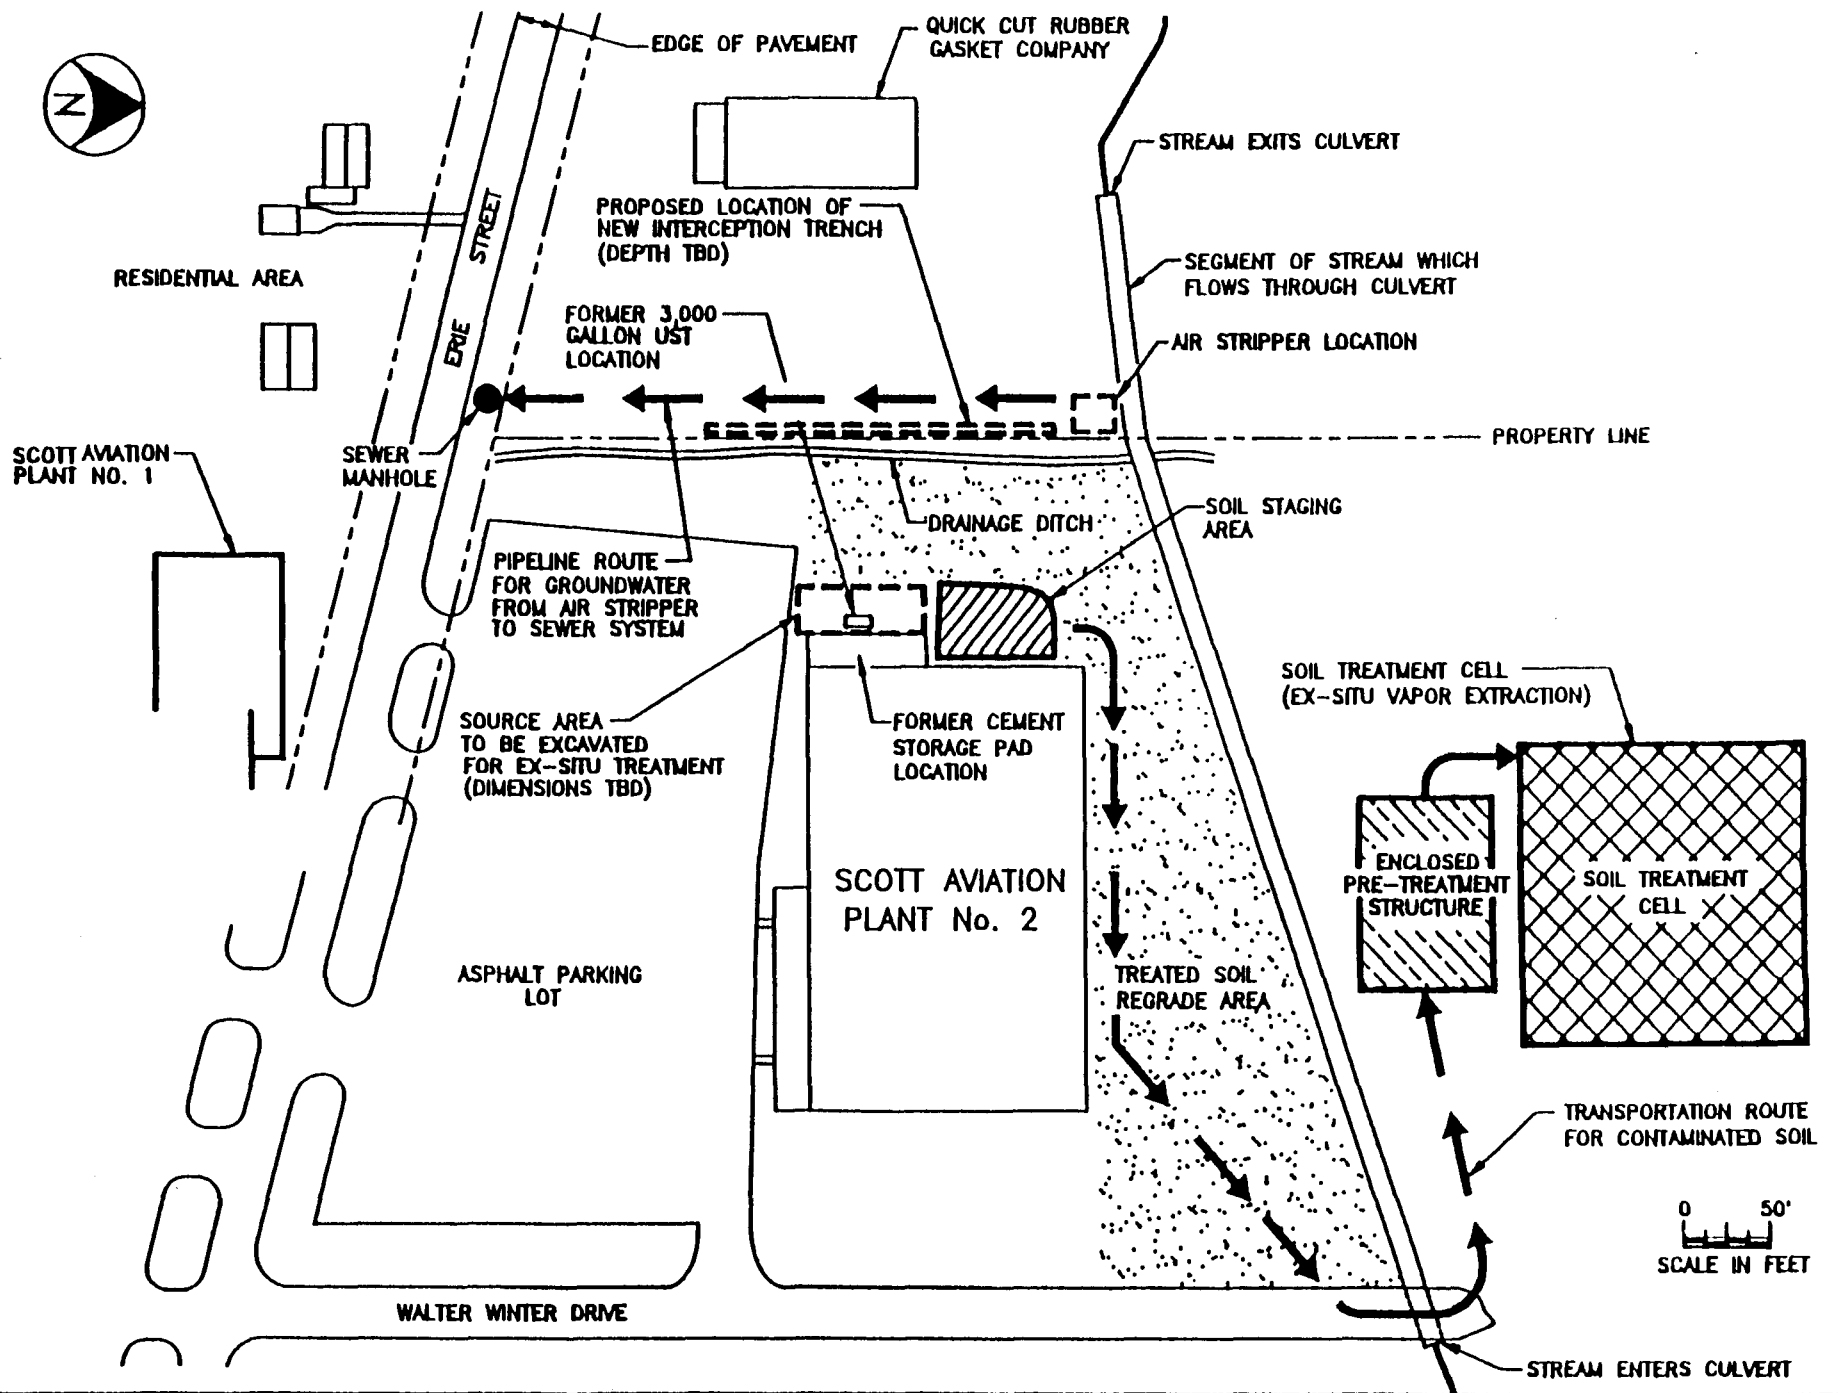 EDGE OF PAVEMENT
QUICK CUT RUBBER
GASKET COMPANY
N
STREAM EXITS CULVERT
STREET
ERIE
PROPOSED LOCATION OF
NEW INTERCEPTION TRENCH
(DEPTH TBD)
RESIDENTIAL AREA
SEGMENT OF STREAM WHICH
FLOWS THROUGH CULVERT
FORMER 3,000
GALLON UST
LOCATION
AIR STRIPPER LOCATION
PROPERTY LINE
SCOTT AVIATION
PLANT NO. 1
SEWER
MANHOLE
DRAINAGE DITCH
SOIL STAGING
AREA
PIPELINE ROUTE
FOR GROUNDWATER
FROM AIR STRIPPER
TO SEWER SYSTEM
SOIL TREATMENT CELL
(EX-SITU VAPOR EXTRACTION)
SOURCE AREA
TO BE EXCAVATED
FOR EX-SITU TREATMENT
(DIMENSIONS TBD)
FORMER CEMENT
STORAGE PAD
LOCATION
SCOTT AVIATION
PLANT No. 2
ENCLOSED
PRE-TREATMENT
STRUCTURE
SOIL TREATMENT
CELL
ASPHALT PARKING
LOT
TREATED SOIL
REGRADE AREA
TRANSPORTATION ROUTE
FOR CONTAMINATED SOIL
0 50'
SCALE IN FEET
WALTER WINTER DRIVE
STREAM ENTERS CULVERT